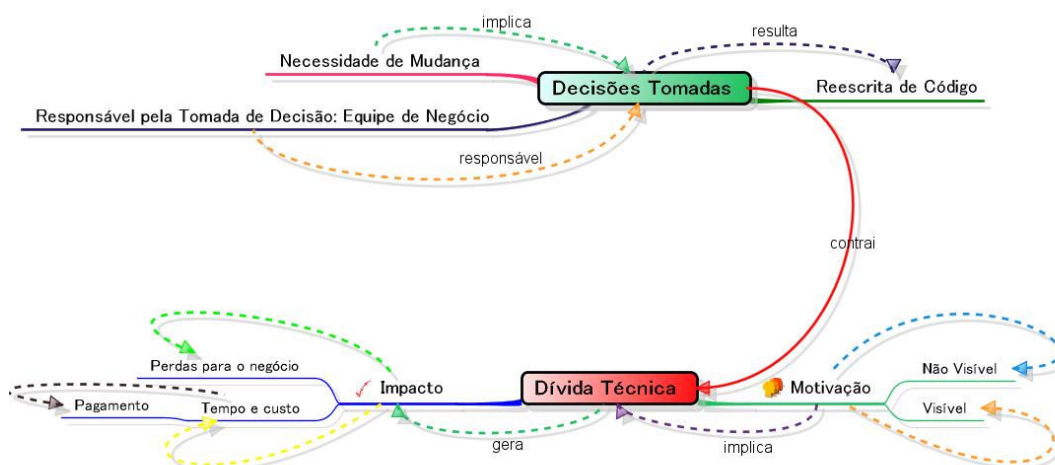 implica
resulta
Necessidade de Mudança
Decisões Tomadas
Reescrita de Código
Responsável pela Tomada de Decisão: Equipe de Negócio
responsável
contrai
Perdas para o negócio
Impacto
Dívida Técnica
Motivação
Não Visível
Pagamento
Tempo e custo
Visível
gera
implica